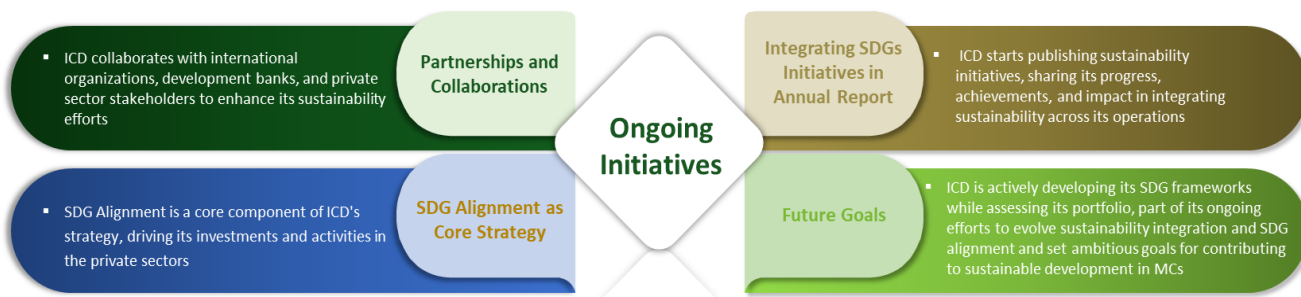 ▪ ICD collaborates with international
organizations, development banks, and private
sector stakeholders to enhance its sustainability
efforts
Partnerships and
Collaborations
▪ SDG Alignment is a core component of ICD's
strategy, driving its investments and activities in
the private sectors
SDG Alignment as
Core Strategy
Ongoing
Initiatives
Integrating SDGs
Initiatives in
Annual Report
▪ ICD starts publishing sustainability
initiatives, sharing its progress,
achievements, and impact in integrating
sustainability across its operations
Future Goals
▪ ICD is actively developing its SDG frameworks
while assessing its portfolio, part of its ongoing
efforts to evolve sustainability integration and SDG
alignment and set ambitious goals for contributing
to sustainable development in MCs